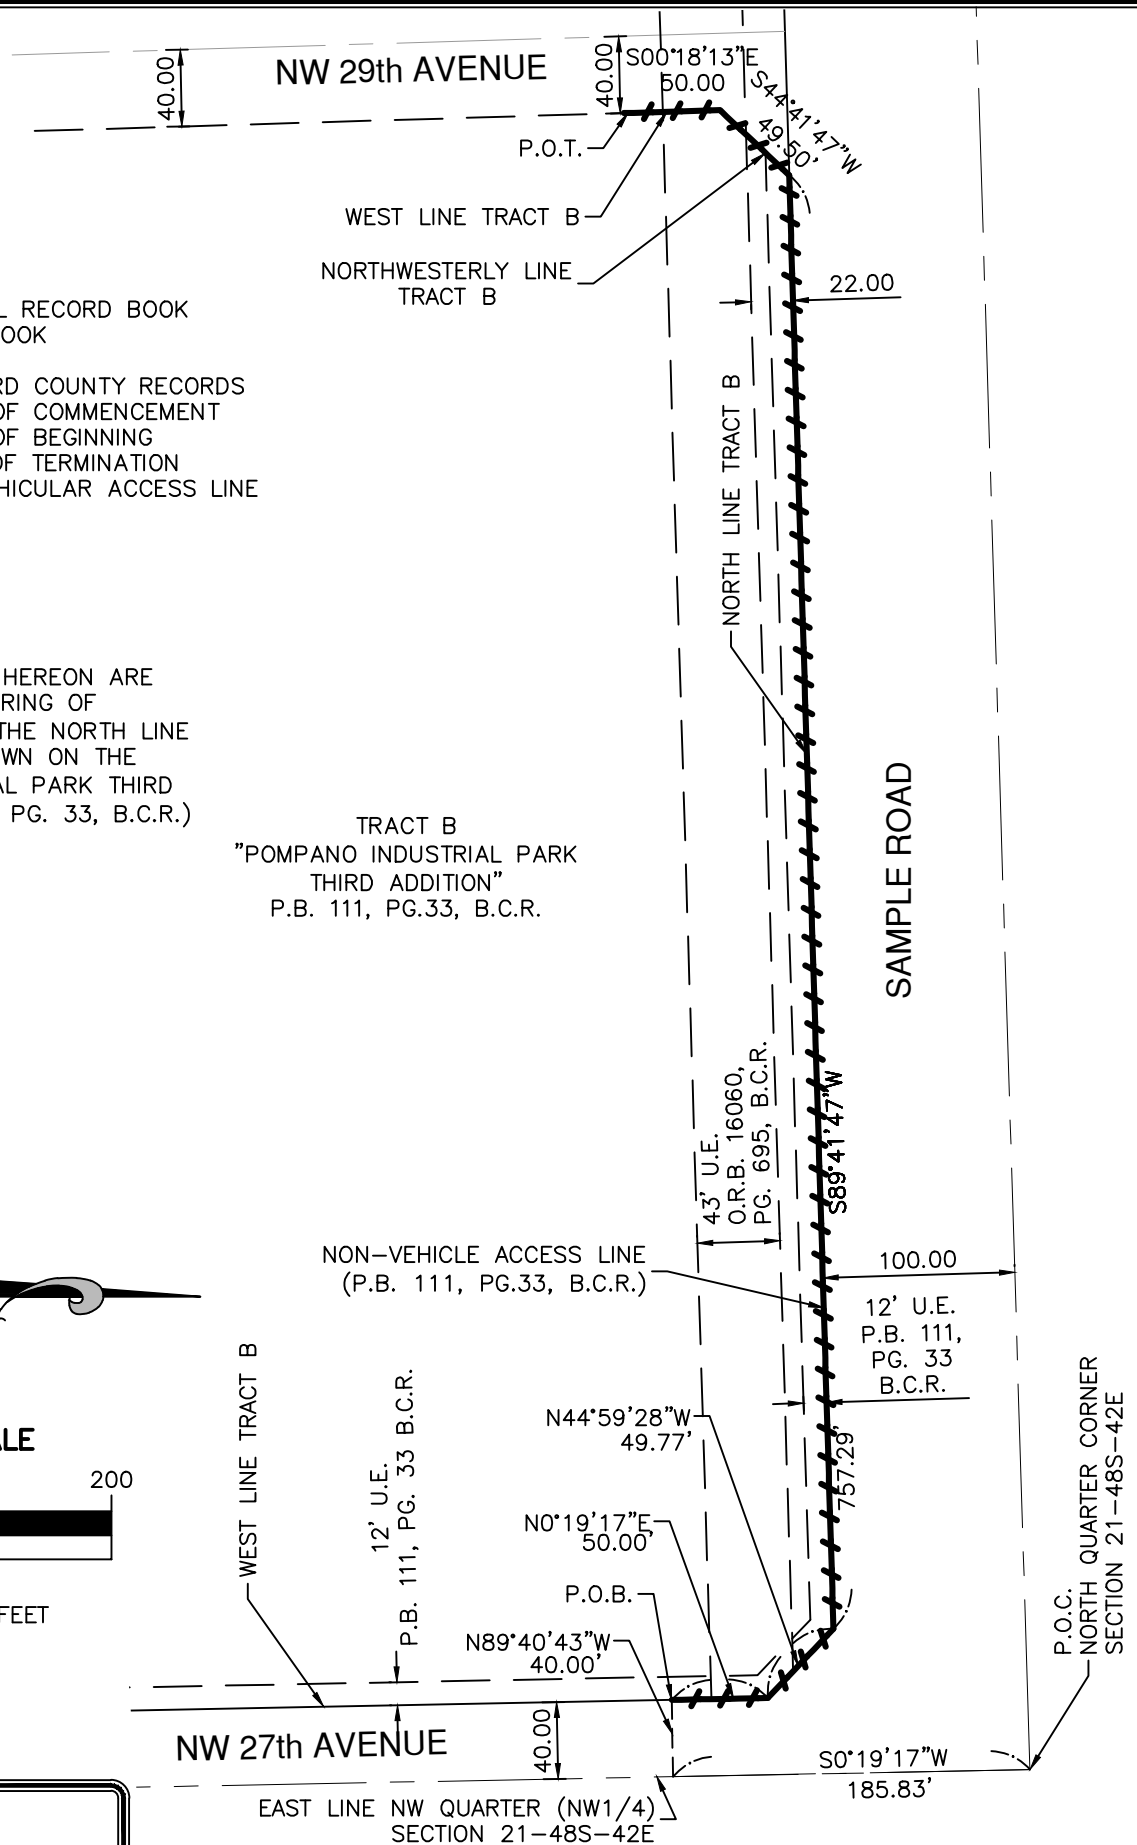 40.00
NW 29th AVENUE
40.00
S00°18'13"E
50.00
S44°41'47"W
49.50'
P.O.T.
WEST LINE TRACT B
NORTHWESTERLY LINE
TRACT B
22.00
L RECORD BOOK
OOK
RD COUNTY RECORDS
OF COMMENCEMENT
OF BEGINNING
OF TERMINATION
HICULAR ACCESS LINE
NORTH LINE TRACT B
HEREON ARE
RING OF
THE NORTH LINE
WN ON THE
AL PARK THIRD
PG. 33, B.C.R.)
TRACT B
"POMPANO INDUSTRIAL PARK
THIRD ADDITION"
P.B. 111, PG.33, B.C.R.
SAMPLE ROAD
S89°41'47"W
43' U.E.
O.R.B. 16060,
PG. 695, B.C.R.
NON-VEHICLE ACCESS LINE
(P.B. 111, PG.33, B.C.R.)
100.00
12' U.E.
P.B. 111,
PG. 33
B.C.R.
WEST LINE TRACT B
12' U.E.
P.B. 111, PG. 33 B.C.R.
N44°59'28"W
49.77'
757.29'
ALE
200
FEET
N0°19'17"E
50.00'
P.O.B.
N89°40'43"W
40.00'
P.O.C.
NORTH QUARTER CORNER
SECTION 21-48S-42E
NW 27th AVENUE
40.00
S0°19'17"W
185.83'
EAST LINE NW QUARTER (NW1/4)
SECTION 21-48S-42E